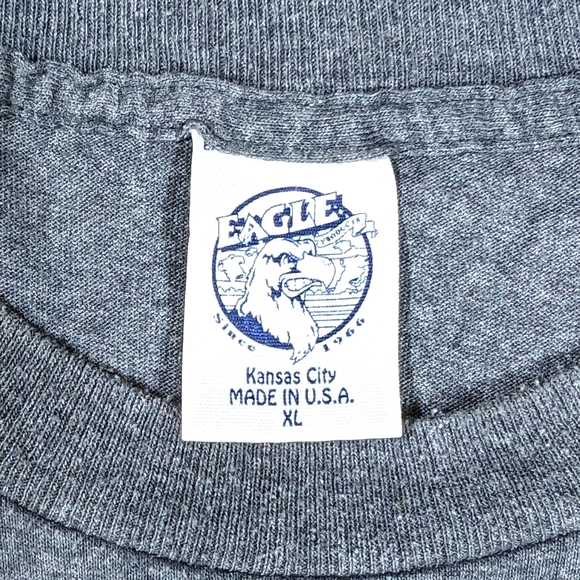 EAGLE
PRODUCTS
Since 1966
Kansas City
MADE IN U.S.A.
XL